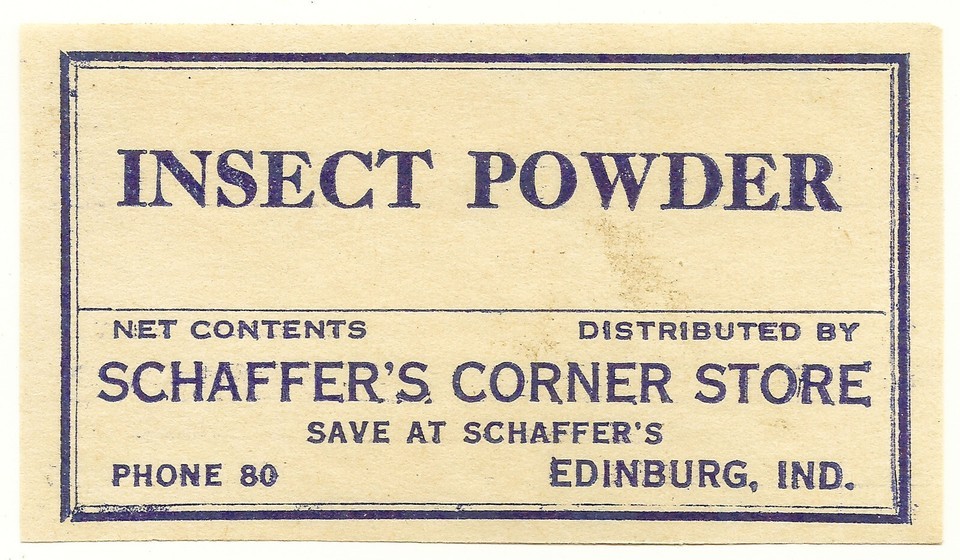 INSECT POWDER
NET CONTENTS DISTRIBUTED BY
SCHAFFER'S CORNER STORE
SAVE AT SCHAFFER'S
PHONE 80 EDINBURG, IND.